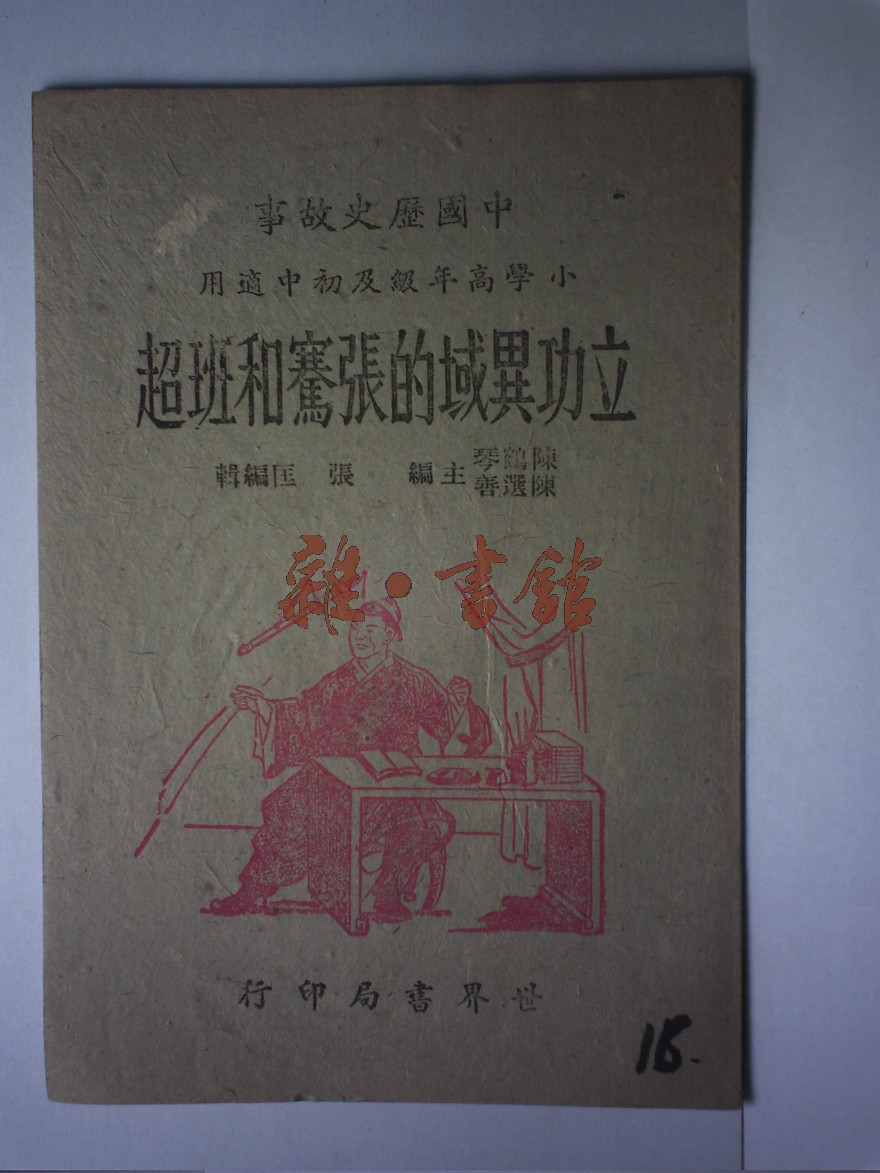 中國歷史故事
小學高年級及初中適用
立功異域的張騫和班超
陳鶴琴 陳選善 主編 張匡編輯
雜·書館
世界書局印行
18.